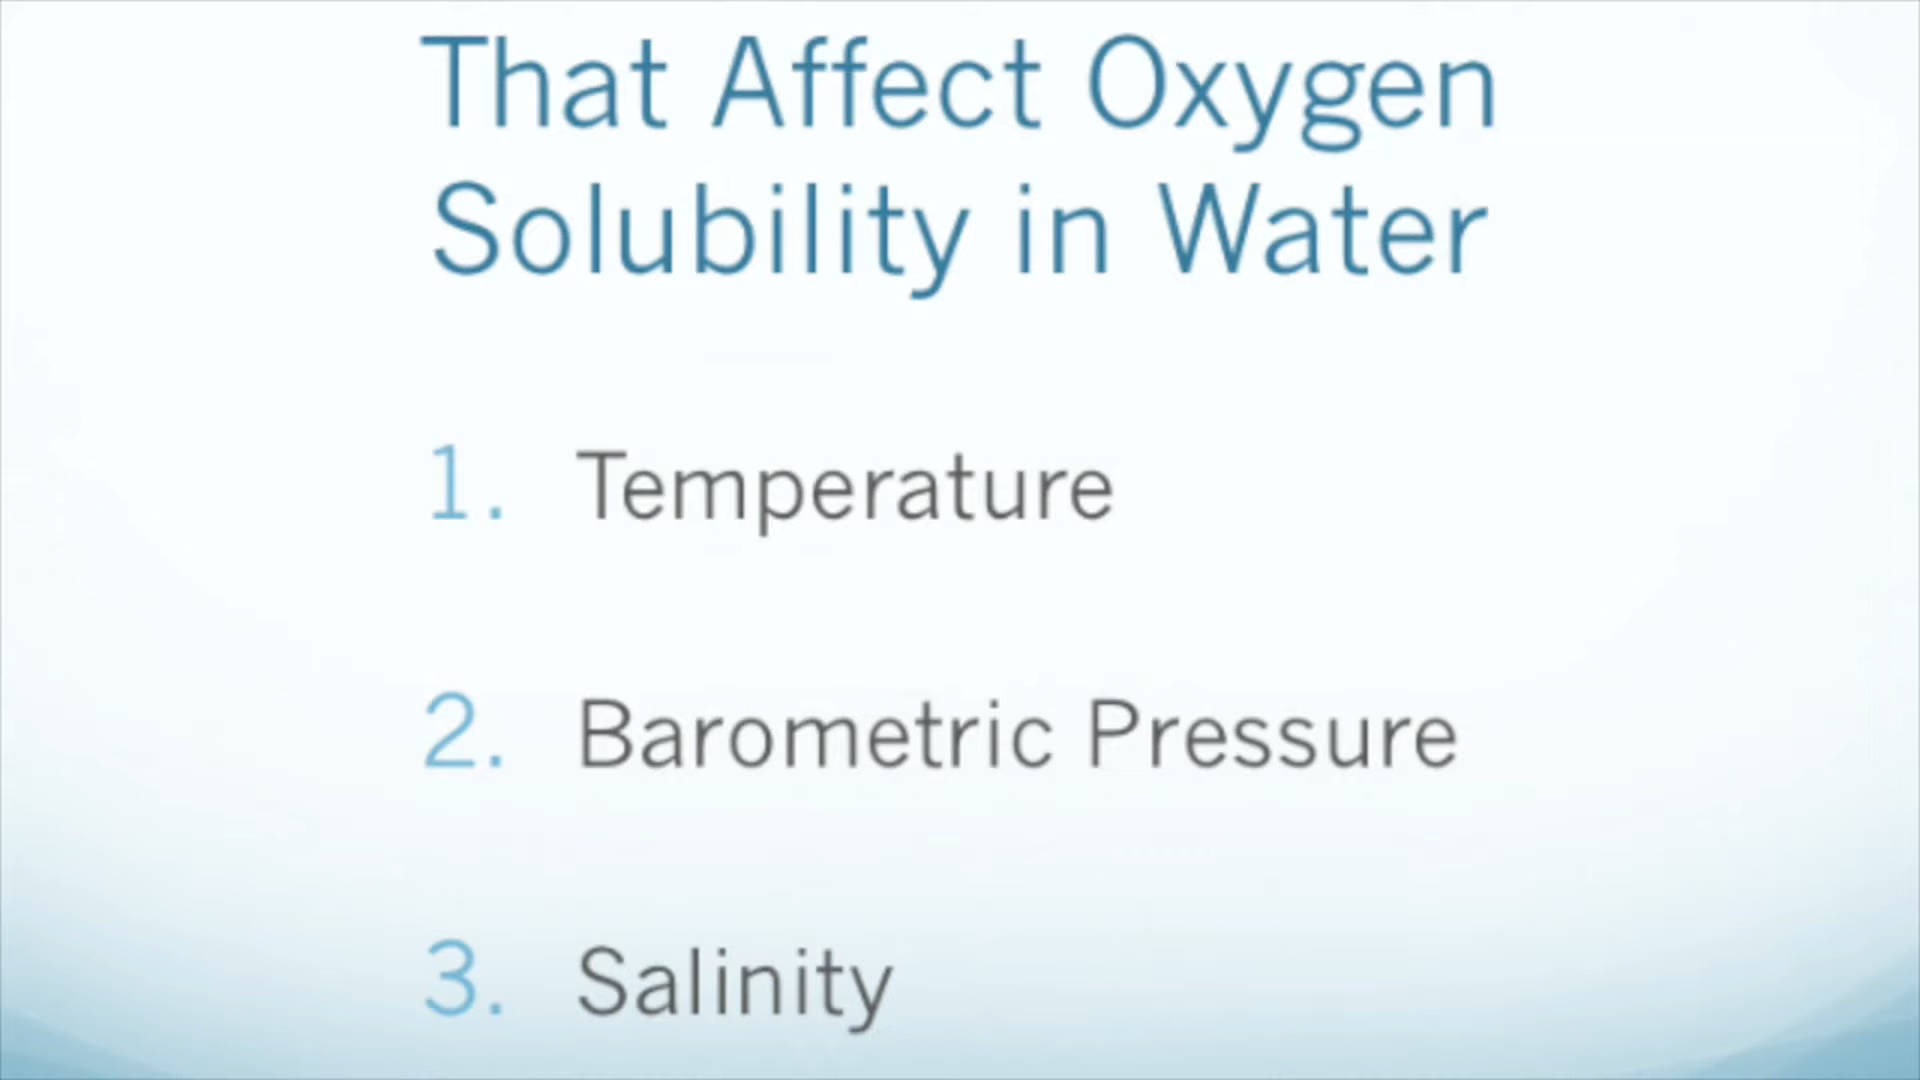 That Affect Oxygen
Solubility in Water
1. Temperature
2. Barometric Pressure
3. Salinity